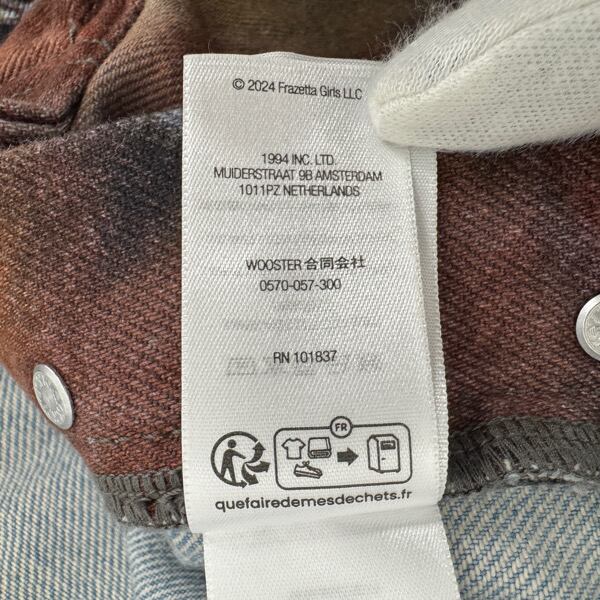 © 2024 Frazetta Girls LLC
1994 INC. LTD.
MUIDERSTRAAT 9B AMSTERDAM
1011PZ NETHERLANDS
WOOSTER 合同会社
0570-057-300
RN 101837
FR
quefairedemesdechets.fr